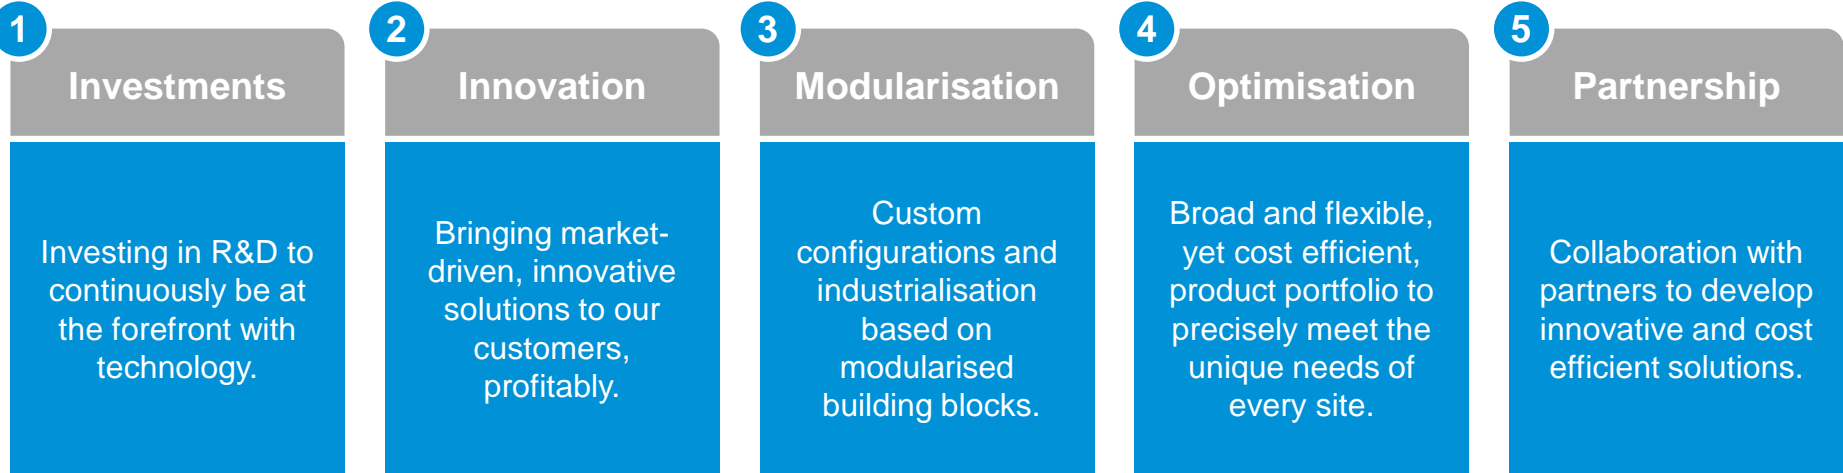 1
Investments
Investing in R&D to
continuously be at
the forefront with
technology.
2
Innovation
Bringing market-
driven, innovative
solutions to our
customers,
profitably.
3
Modularisation
Custom
configurations and
industrialisation
based on
modularised
building blocks.
4
Optimisation
Broad and flexible,
yet cost efficient,
product portfolio to
precisely meet the
unique needs of
every site.
5
Partnership
Collaboration with
partners to develop
innovative and cost
efficient solutions.